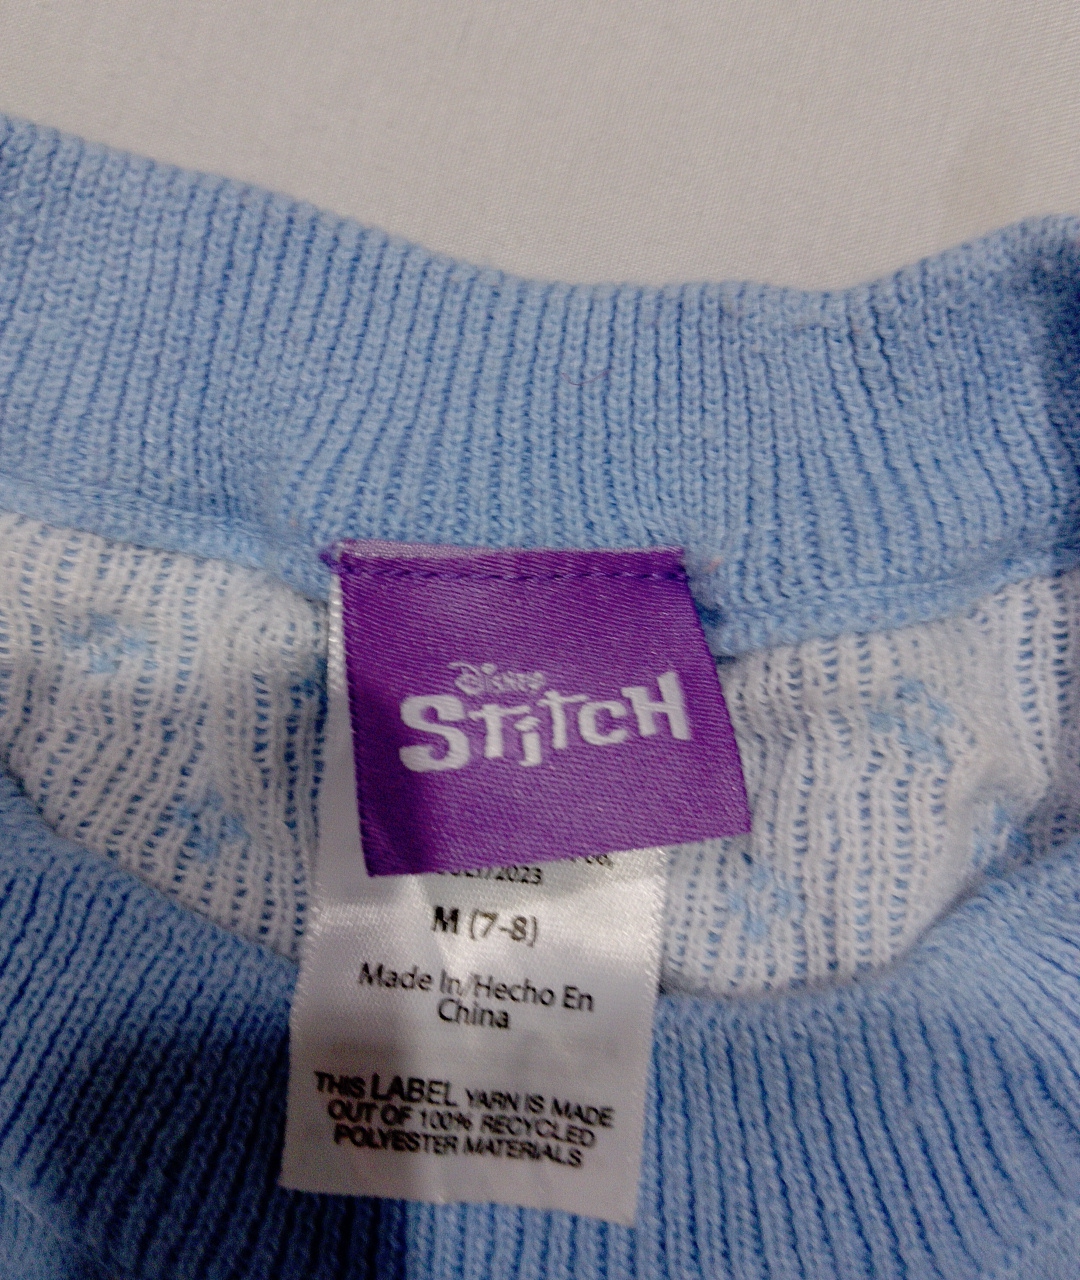 Disney
STiTCH
/2023
M (7-8)
Made In/Hecho En
China
THIS LABEL YARN IS MADE
OUT OF 100% RECYCLED
POLYESTER MATERIALS